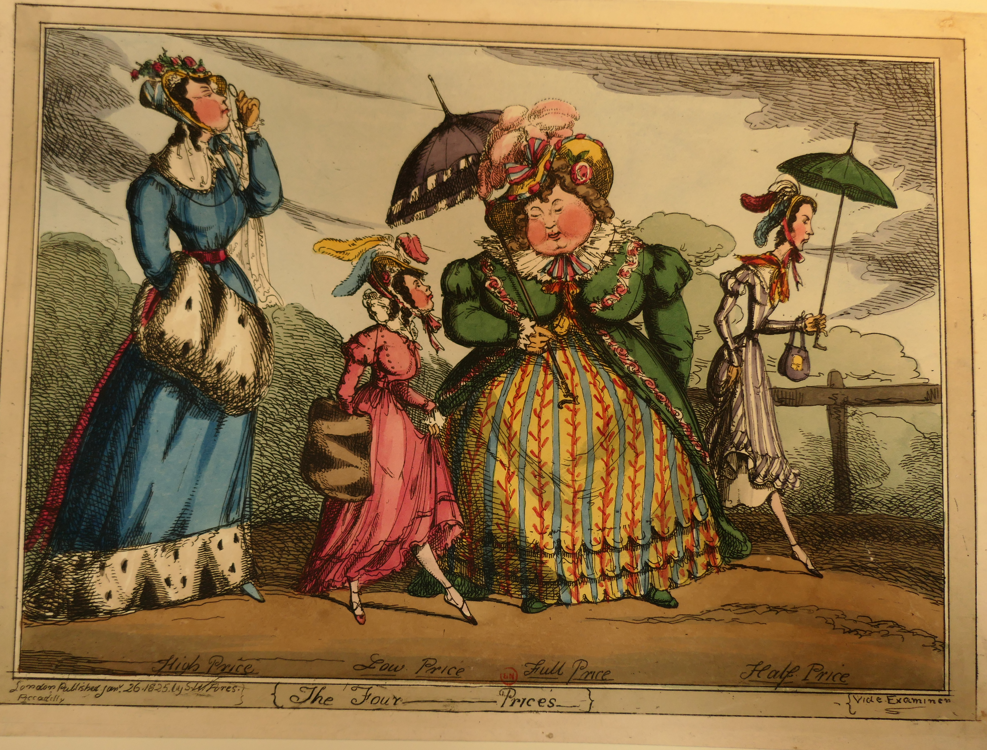 High Price
Low Price
Full Price
Half Price
London Published Jany. 26. 1825. by S W Fores.
Piccadilly
The Four Prices
Vide Examiner